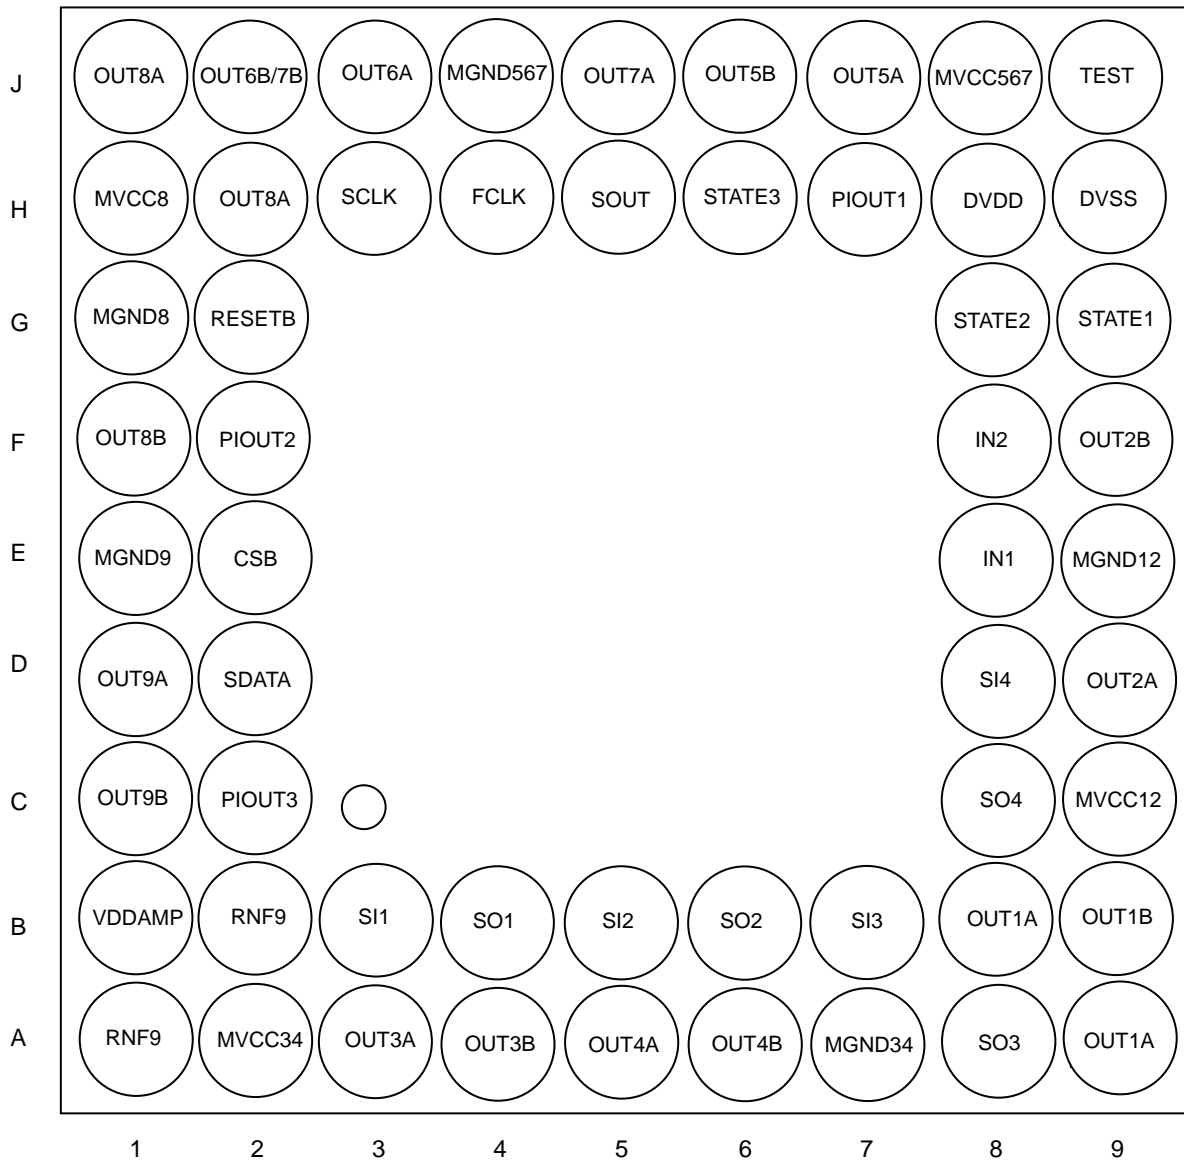 J OUT8A OUT6B/7B OUT6A MGND567 OUT7A OUT5B OUT5A MVCC567 TEST
H MVCC8 OUT8A SCLK FCLK SOUT STATE3 PIOUT1 DVDD DVSS
G MGND8 RESETB STATE2 STATE1
F OUT8B PIOUT2 IN2 OUT2B
E MGND9 CSB IN1 MGND12
D OUT9A SDATA SI4 OUT2A
C OUT9B PIOUT3 SO4 MVCC12
B VDDAMP RNF9 SI1 SO1 SI2 SO2 SI3 OUT1A OUT1B
A RNF9 MVCC34 OUT3A OUT3B OUT4A OUT4B MGND34 SO3 OUT1A
1 2 3 4 5 6 7 8 9